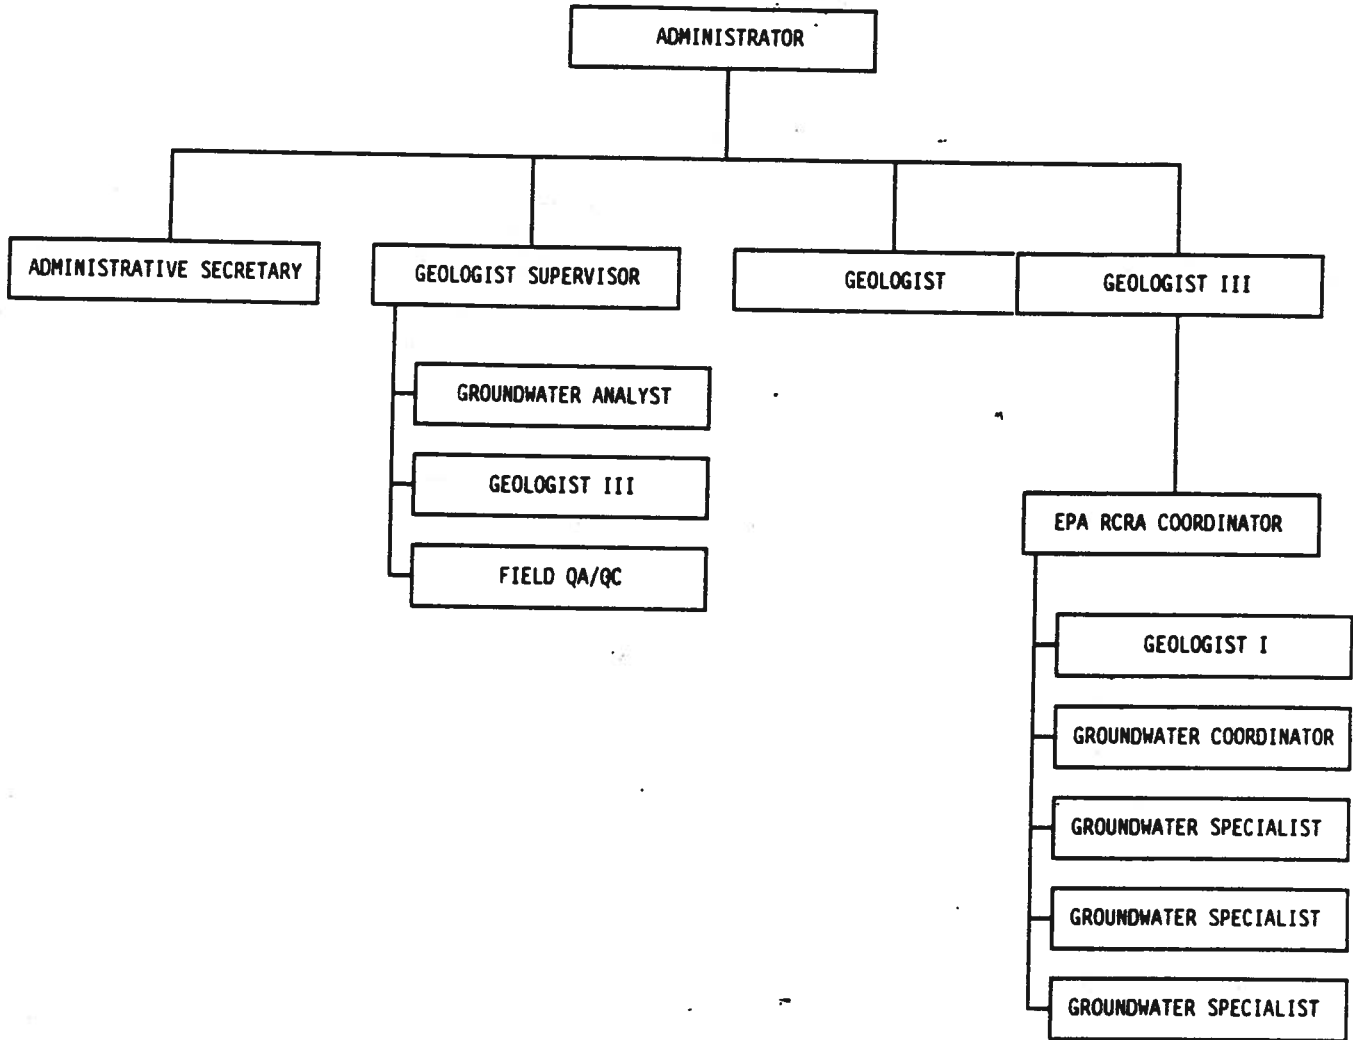 ADMINISTRATOR
ADMINISTRATIVE SECRETARY
GEOLOGIST SUPERVISOR
GEOLOGIST
GEOLOGIST III
GROUNDWATER ANALYST
GEOLOGIST III
FIELD QA/QC
EPA RCRA COORDINATOR
GEOLOGIST I
GROUNDWATER COORDINATOR
GROUNDWATER SPECIALIST
GROUNDWATER SPECIALIST
GROUNDWATER SPECIALIST